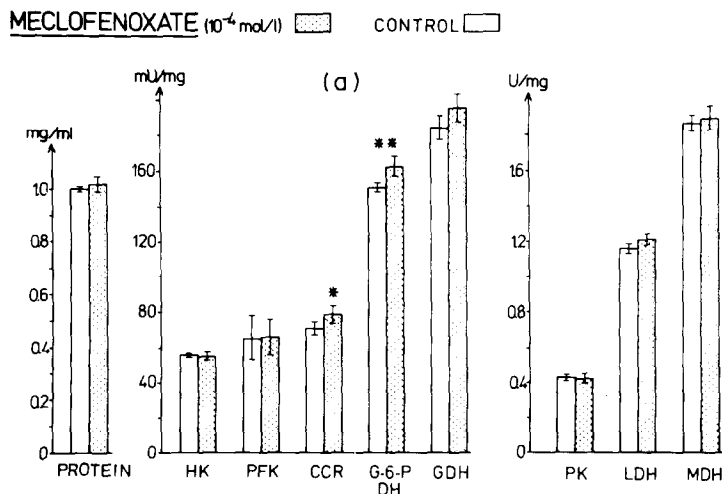 MECLOFENOXATE (10⁻⁴ mol/l) CONTROL
(a)
mg/ml
1.0
0.8
0.6
0.4
0.2
0
PROTEIN
mU/mg
160
120
80
40
0
*
**
HK PFK CCR G-6-P DH GDH
U/mg
1.6
1.2
0.8
0.4
0
PK LDH MDH